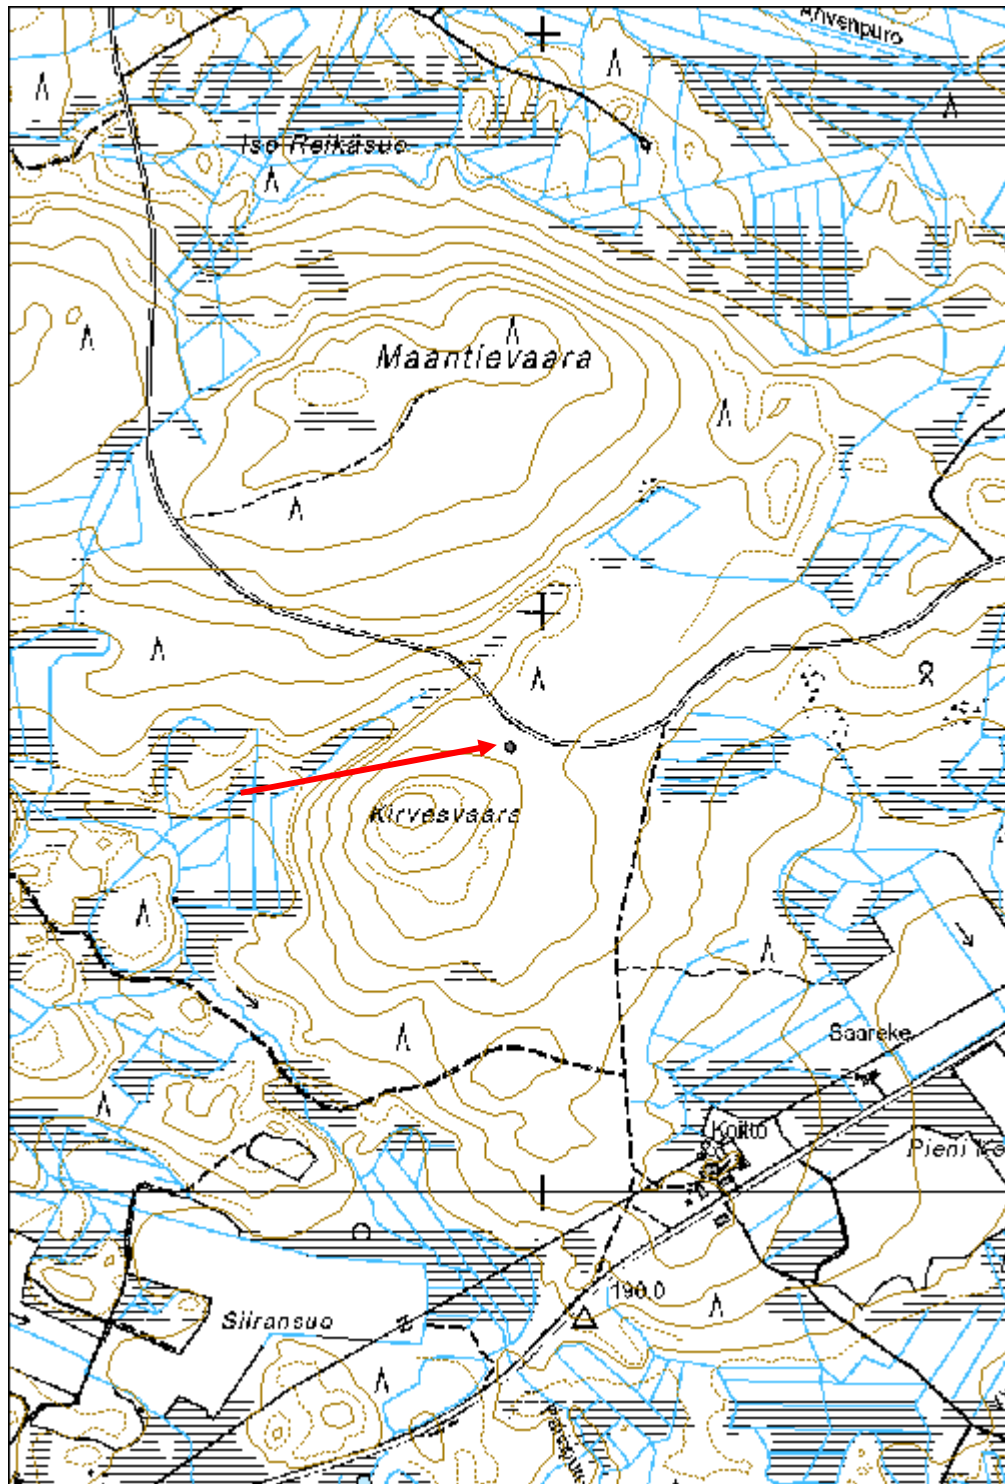 Ahvenpuro
Iso Reikäsuo
Maantievaara
Kirvesvaara
Saareke
Koitto
Pieni
190.0
Siiransuo